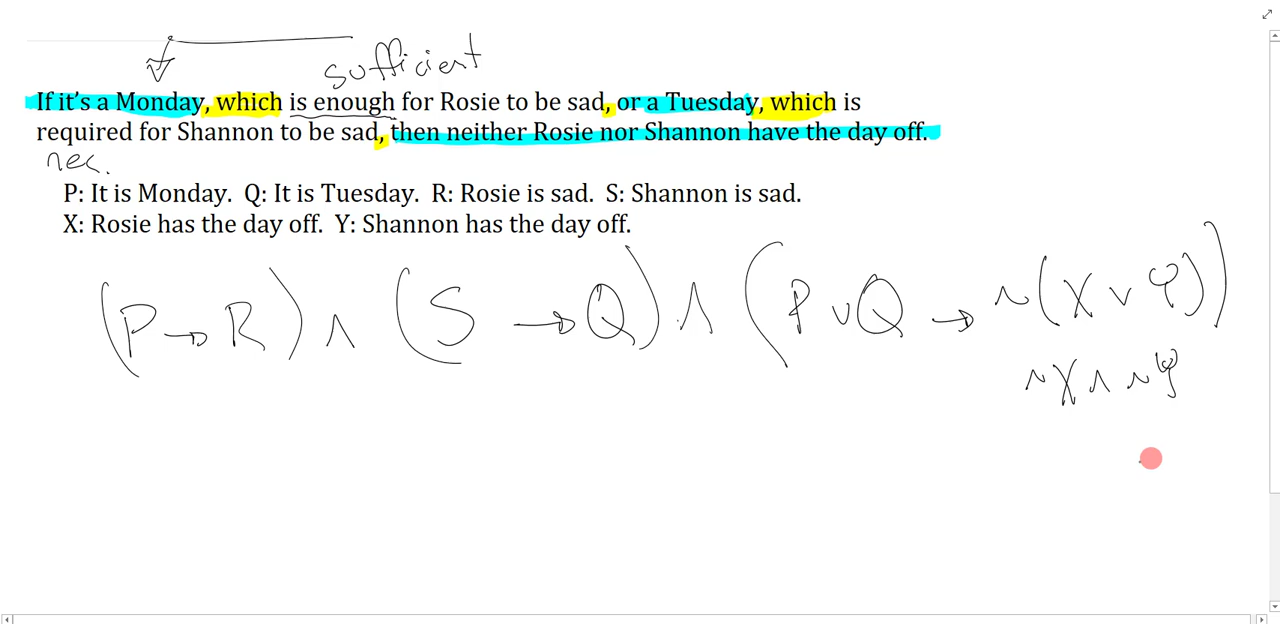 sufficient
If it's a Monday, which is enough for Rosie to be sad, or a Tuesday, which is
required for Shannon to be sad, then neither Rosie nor Shannon have the day off.
nec.
P: It is Monday. Q: It is Tuesday. R: Rosie is sad. S: Shannon is sad.
X: Rosie has the day off. Y: Shannon has the day off.
(P → R) ∧ (S → Q) ∧ (P ∨ Q → ~(X ∨ Y))
~X ∧ ~Y